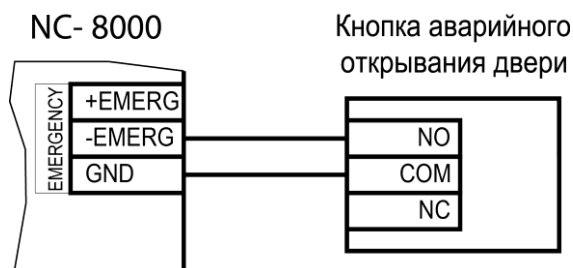 NC- 8000
Кнопка аварийного
открывания двери
EMERGENCY
+EMERG
-EMERG
GND
NO
COM
NC